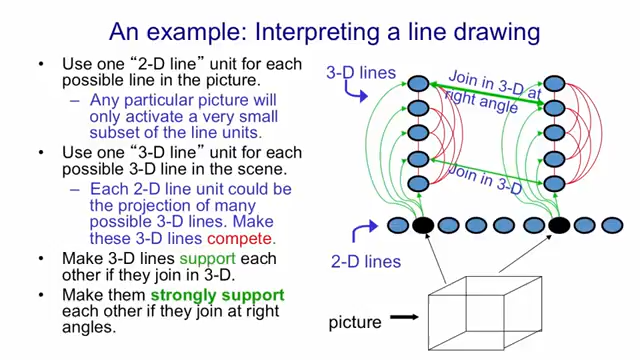 An example: Interpreting a line drawing
• Use one “2-D line” unit for each
possible line in the picture.
– Any particular picture will
only activate a very small
subset of the line units.
• Use one “3-D line” unit for each
possible 3-D line in the scene.
– Each 2-D line unit could be
the projection of many
possible 3-D lines. Make
these 3-D lines compete.
• Make 3-D lines support each
other if they join in 3-D.
• Make them strongly support
each other if they join at right
angles.
3-D lines
Join in 3-D at
right angle
Join in 3-D
2-D lines
picture